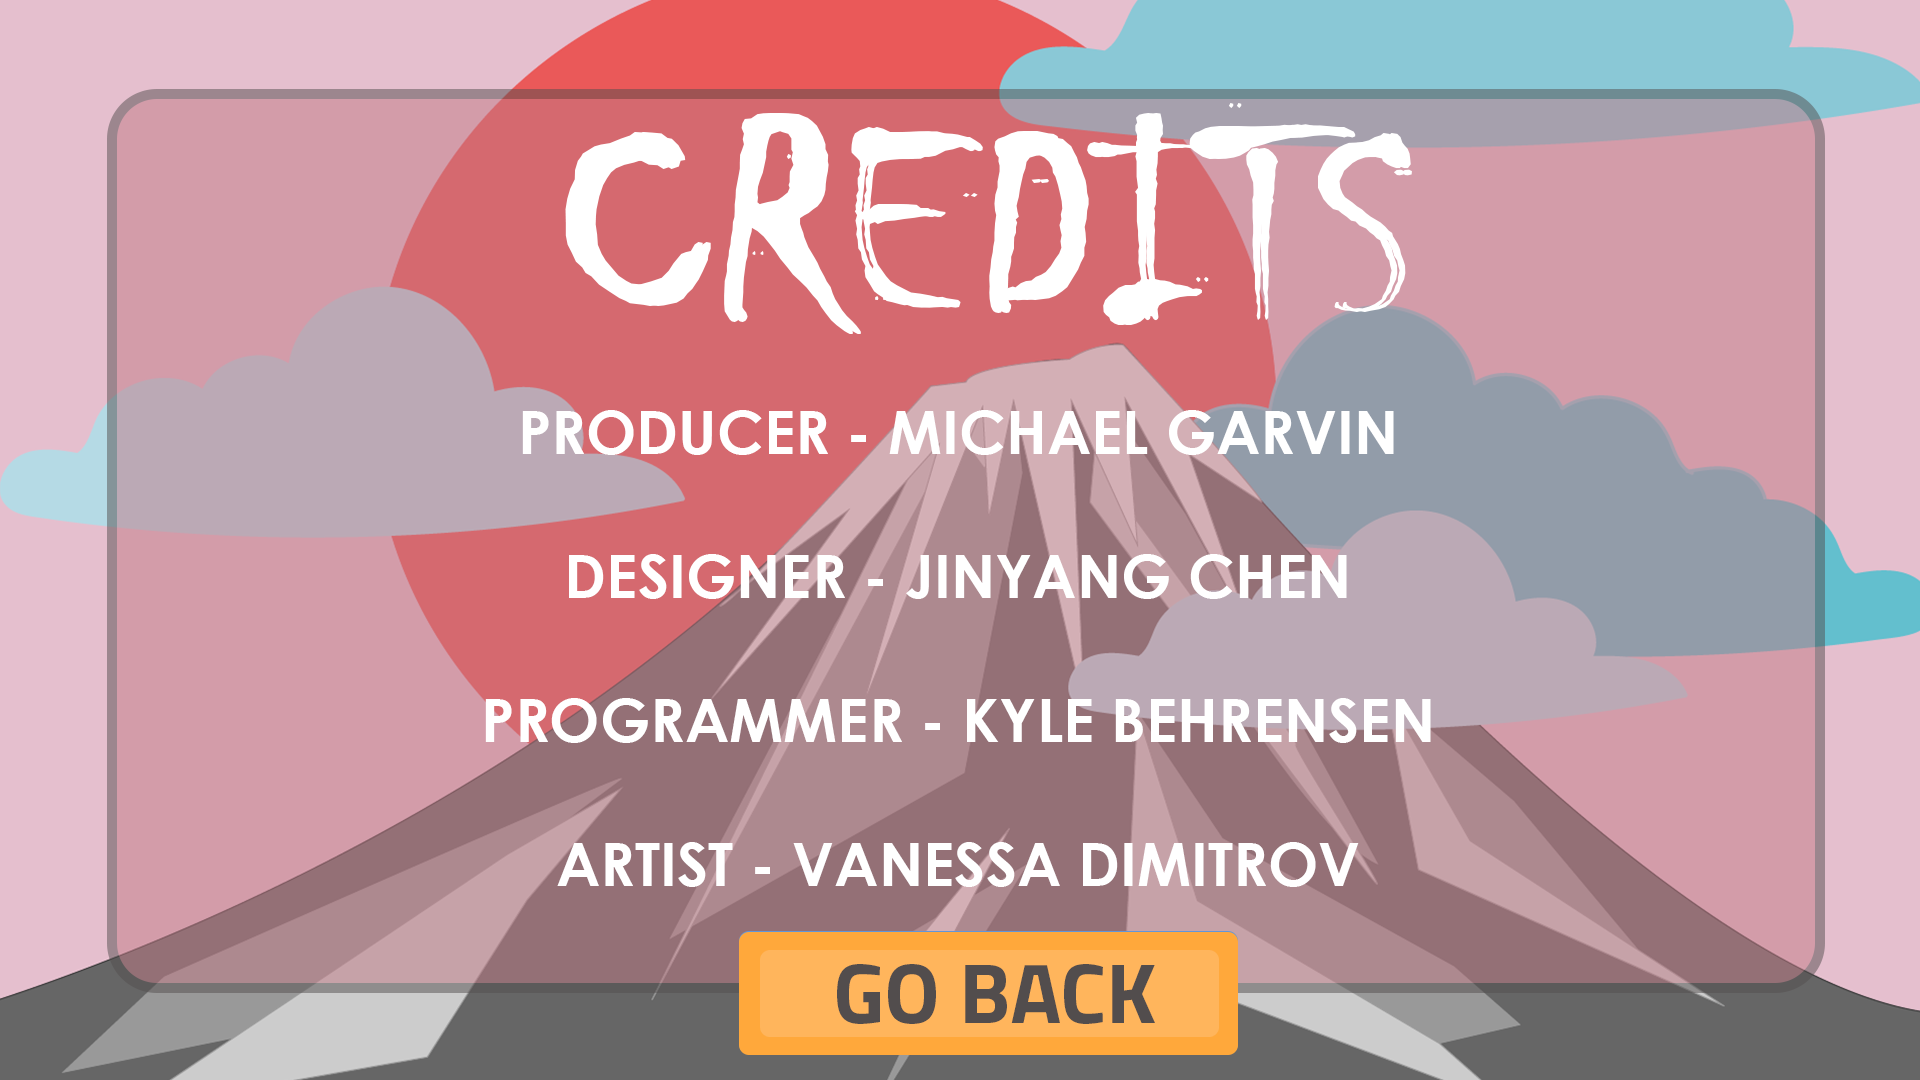 CREDITS
PRODUCER - MICHAEL GARVIN
DESIGNER - JINYANG CHEN
PROGRAMMER - KYLE BEHRENSEN
ARTIST - VANESSA DIMITROV
GO BACK